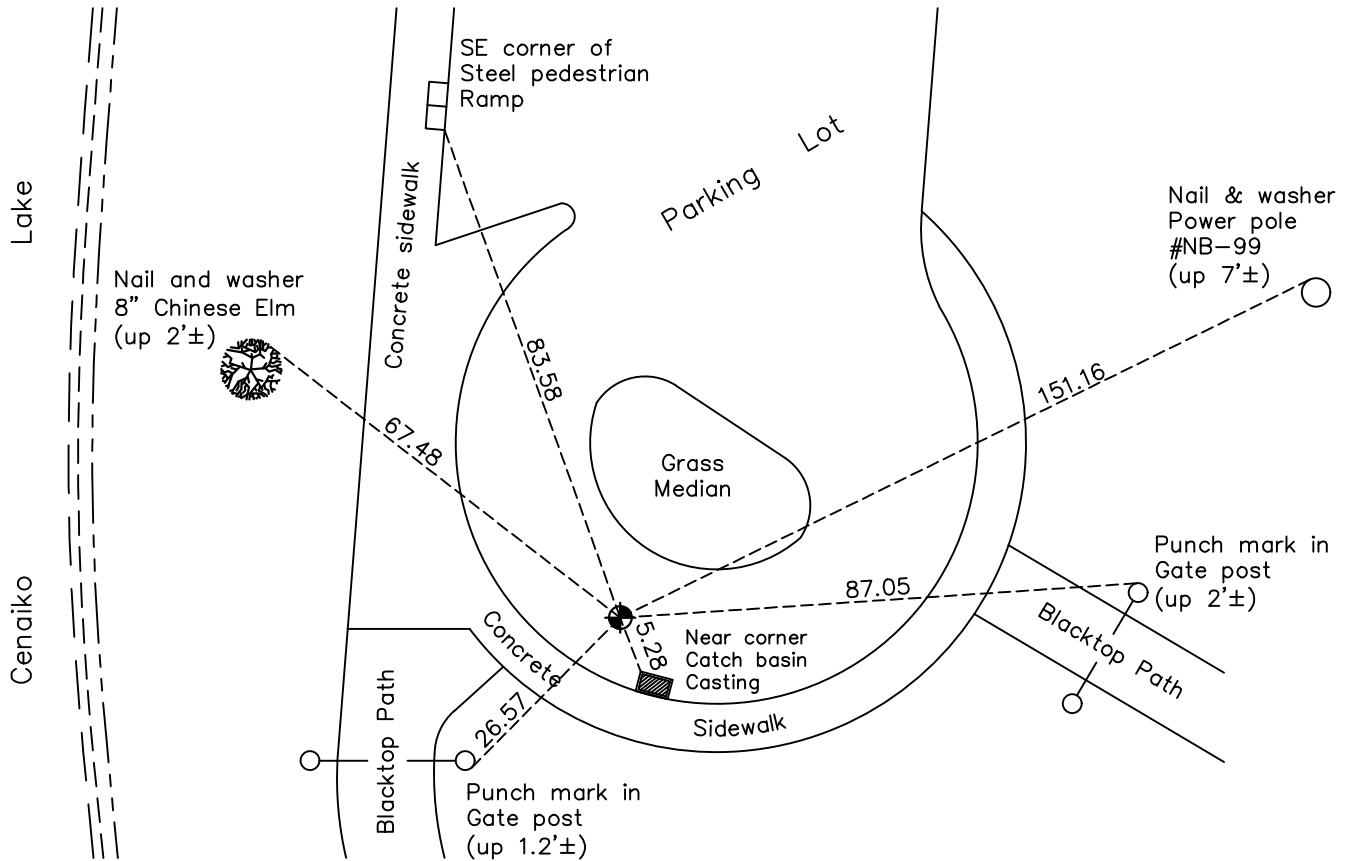 SE corner of
Steel pedestrian
Ramp
Parking Lot
Lake
Cenaiko
Concrete sidewalk
Nail & washer
Power pole
#NB-99
(up 7'±)
Nail and washer
8" Chinese Elm
(up 2'±)
83.58
151.16
67.48
Grass
Median
Punch mark in
Gate post
(up 2'±)
87.05
Blacktop Path
5.28
Near corner
Catch basin
Casting
Concrete
Sidewalk
26.57
Blacktop Path
Punch mark in
Gate post
(up 1.2'±)